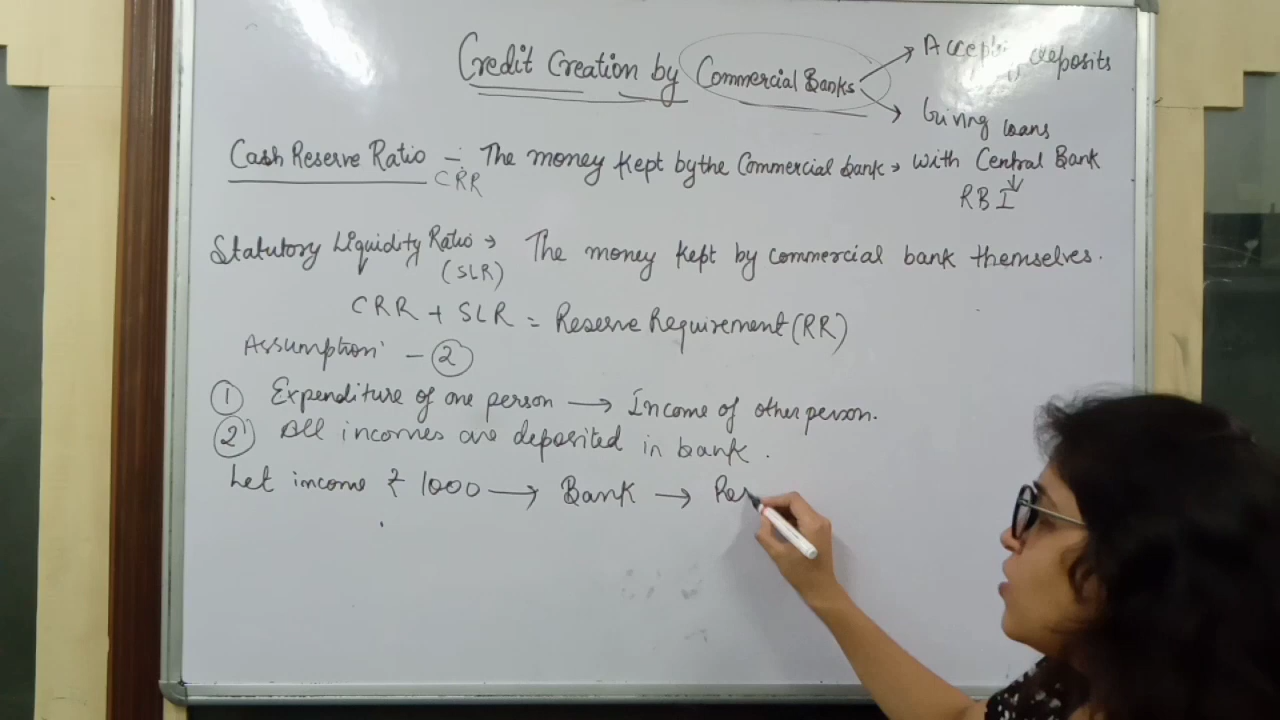 Credit Creation by Commercial Banks
Accepting deposits
Giving loans
Cash Reserve Ratio - The money kept by the Commercial bank → with Central Bank
CRR
RBI
Statutory Liquidity Ratio → The money kept by commercial bank themselves.
(SLR)
CRR + SLR = Reserve Requirement (RR)
Assumption - 2
1 Expenditure of one person → Income of other person.
2 All incomes are deposited in bank.
Let income ₹ 1000 → Bank → Res